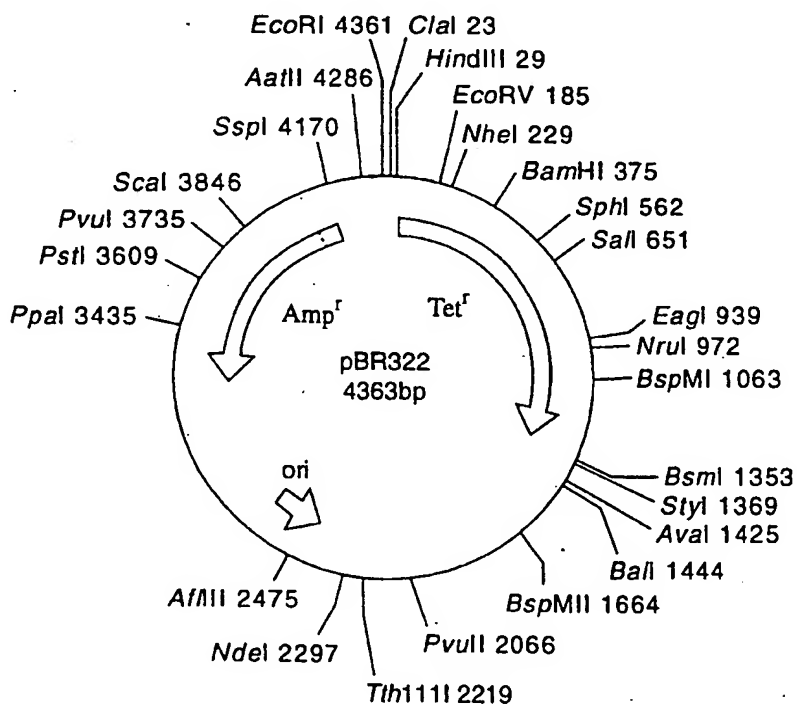 EcoRI 4361
ClaI 23
HindIII 29
AatII 4286
EcoRV 185
SspI 4170
NheI 229
BamHI 375
ScaI 3846
SphI 562
PvuI 3735
SalI 651
PstI 3609
PpaI 3435
Ampʳ
Tetʳ
EagI 939
NruI 972
pBR322
4363bp
BspMI 1063
ori
BsmI 1353
StyI 1369
AvaI 1425
BalI 1444
AflIII 2475
BspMII 1664
NdeI 2297
PvuII 2066
Tth111I 2219